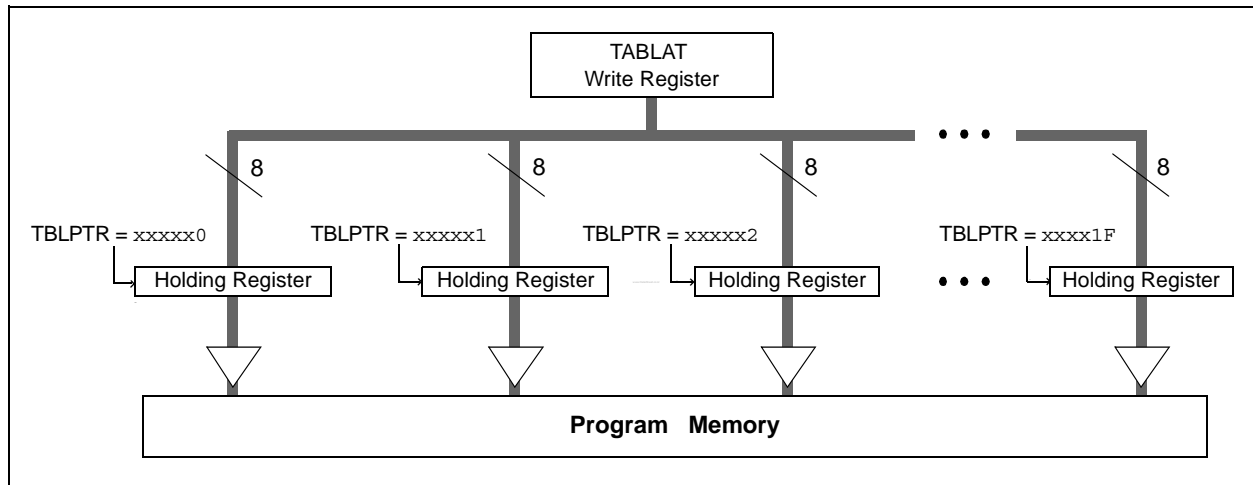 TABLAT
Write Register
8 8 8 8
TBLPTR = xxxxx0 TBLPTR = xxxxx1 TBLPTR = xxxxx2 TBLPTR = xxxx1F
Holding Register Holding Register Holding Register Holding Register
Program Memory